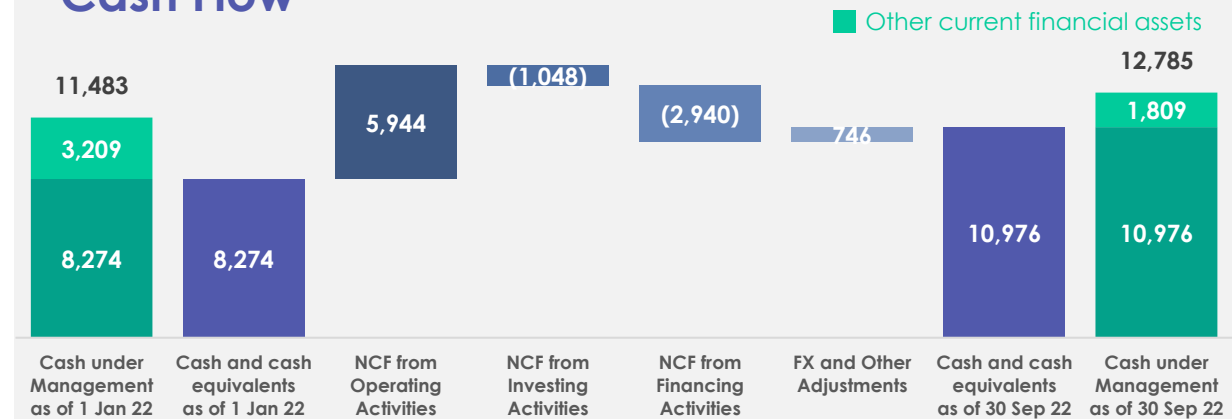 Cash Flow
Other current financial assets
11,483
3,209
8,274
8,274
5,944
(1,048)
(2,940)
746
10,976
12,785
1,809
10,976
Cash under
Management
as of 1 Jan 22
Cash and cash
equivalents
as of 1 Jan 22
NCF from
Operating
Activities
NCF from
Investing
Activities
NCF from
Financing
Activities
FX and Other
Adjustments
Cash and cash
equivalents
as of 30 Sep 22
Cash under
Management
as of 30 Sep 22